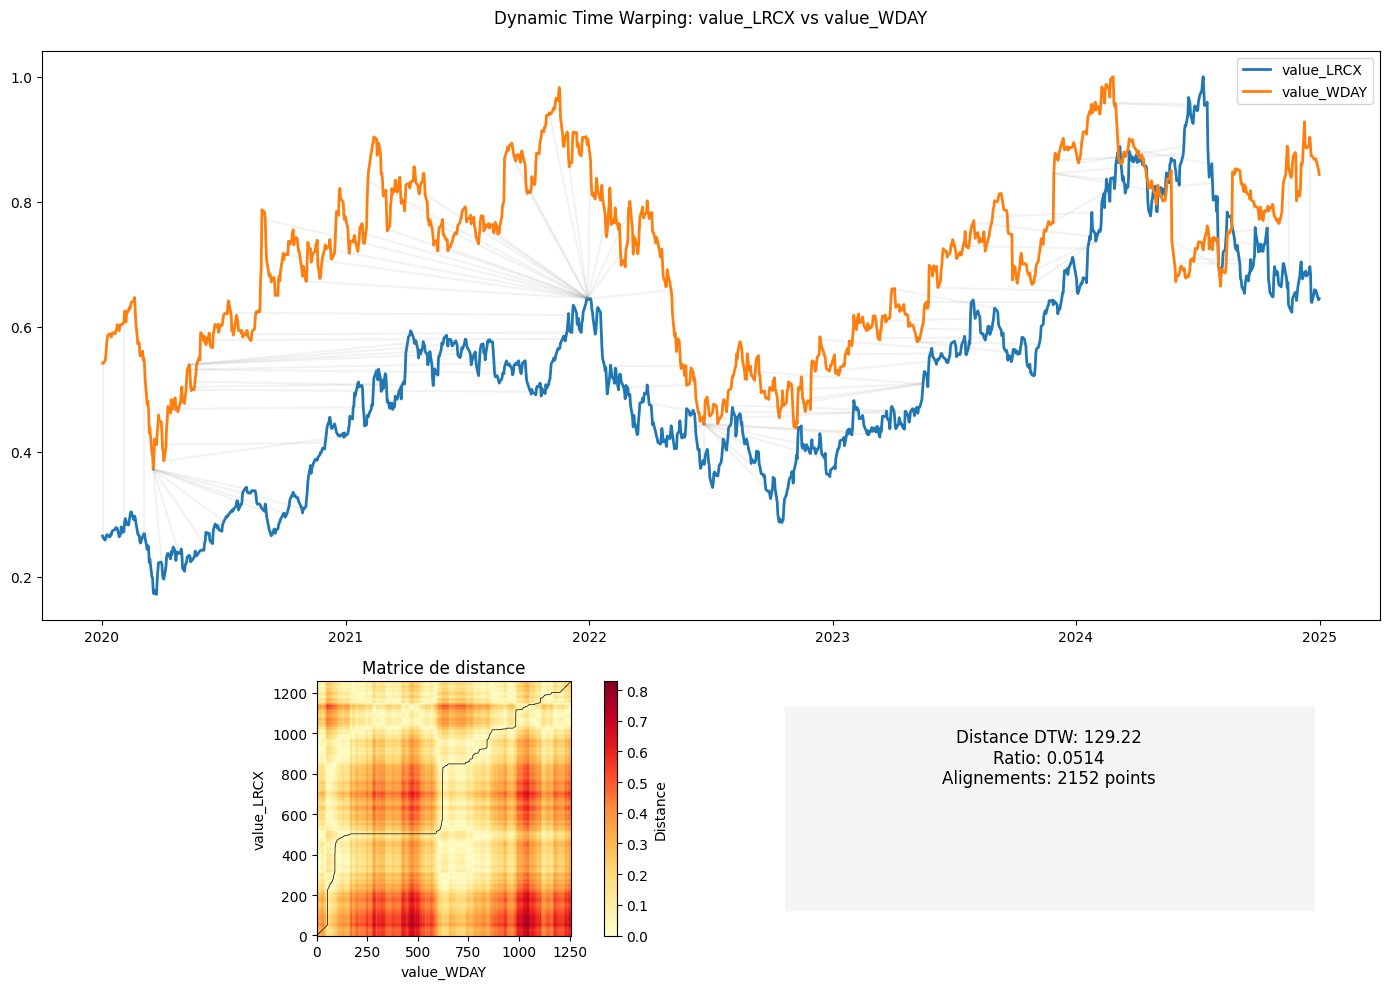 Dynamic Time Warping: value_LRCX vs value_WDAY
value_LRCX
value_WDAY
1.0
0.8
0.6
0.4
0.2
2020 2021 2022 2023 2024 2025
Matrice de distance
value_LRCX
1200
1000
800
600
400
200
0
0 250 500 750 1000 1250
value_WDAY
0.8
0.7
0.6
0.5
0.4
0.3
0.2
0.1
0.0
Distance
Distance DTW: 129.22
Ratio: 0.0514
Alignements: 2152 points